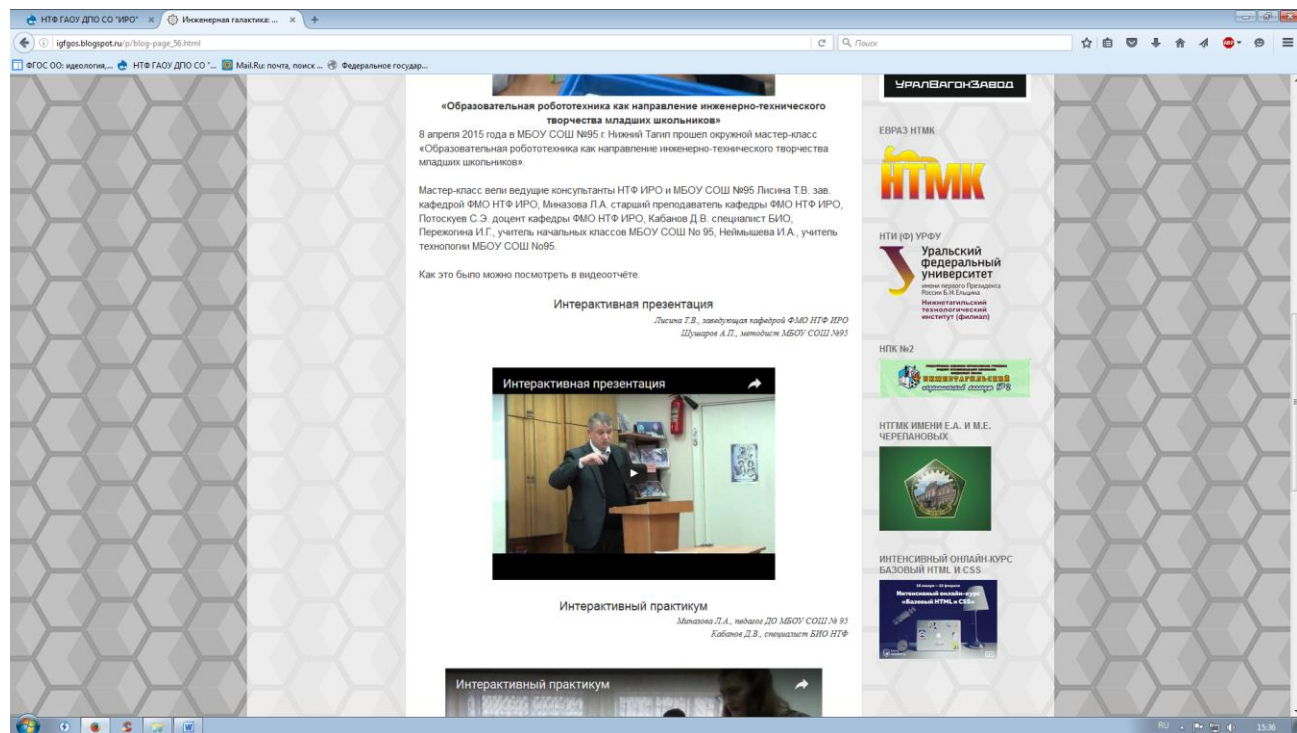 НТФ ГАОУ ДПО СО "ИРО"
Инженерная галактика: ...
igfgos.blogspot.ru/p/blog-page_56.html
Поиск
ФГОС ОО: идеология,...
НТФ ГАОУ ДПО СО "...
Mail.Ru: почта, поиск ...
Федеральное государ...
«Образовательная робототехника как направление инженерно-технического
творчества младших школьников»
8 апреля 2015 года в МБОУ СОШ №95 г. Нижний Тагил прошел окружной мастер-класс
«Образовательная робототехника как направление инженерно-технического творчества
младших школьников».
Мастер-класс вели ведущие консультанты НТФ ИРО и МБОУ СОШ №95 Лисина Т.В. зав.
кафедрой ФМО НТФ ИРО, Миназова Л.А. старший преподаватель кафедры ФМО НТФ ИРО,
Потоскуев С.Э. доцент кафедры ФМО НТФ ИРО, Кабанов Д.В. специалист БИО,
Пережогина И.Г., учитель начальных классов МБОУ СОШ No 95, Неймышева И.А., учитель
технологии МБОУ СОШ No95.
Как это было можно посмотреть в видеоотчёте.
Интерактивная презентация
Лисина Т.В., заведующая кафедрой ФМО НТФ ИРО
Шушаров А.П., методист МБОУ СОШ №95
Интерактивная презентация
Интерактивный практикум
Миназова Л.А., педагог ДО МБОУ СОШ № 95
Кабанов Д.В., специалист БИО НТФ
Интерактивный практикум
УРАЛВАГОНЗАВОД
ЕВРАЗ НТМК
НТМК
НТИ (Ф) УРФУ
Уральский
федеральный
университет
имени первого Президента
России Б.Н.Ельцина
Нижнетагильский
технологический
институт (филиал)
НПК №2
НИЖНЕТАГИЛЬСКИЙ
НТГМК ИМЕНИ Е.А. И М.Е.
ЧЕРЕПАНОВЫХ
ИНТЕНСИВНЫЙ ОНЛАЙН-КУРС
БАЗОВЫЙ HTML И CSS
Интенсивный онлайн-курс
«Базовый HTML и CSS»
RU
15:36